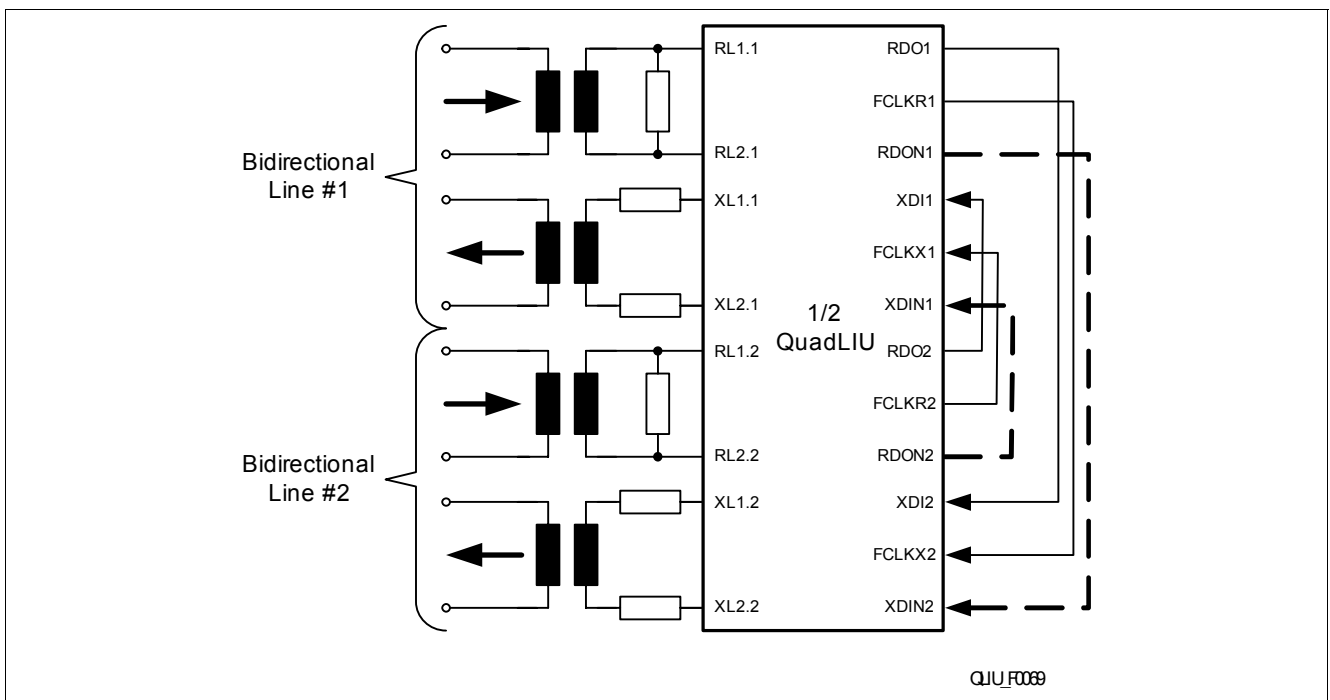 Bidirectional
Line #1
Bidirectional
Line #2
RL1.1
RL2.1
XL1.1
XL2.1
RL1.2
RL2.2
XL1.2
XL2.2
1/2
QuadLIU
RDO1
FCLKR1
RDON1
XDI1
FCLKX1
XDIN1
RDO2
FCLKR2
RDON2
XDI2
FCLKX2
XDIN2
QLIU_F0069